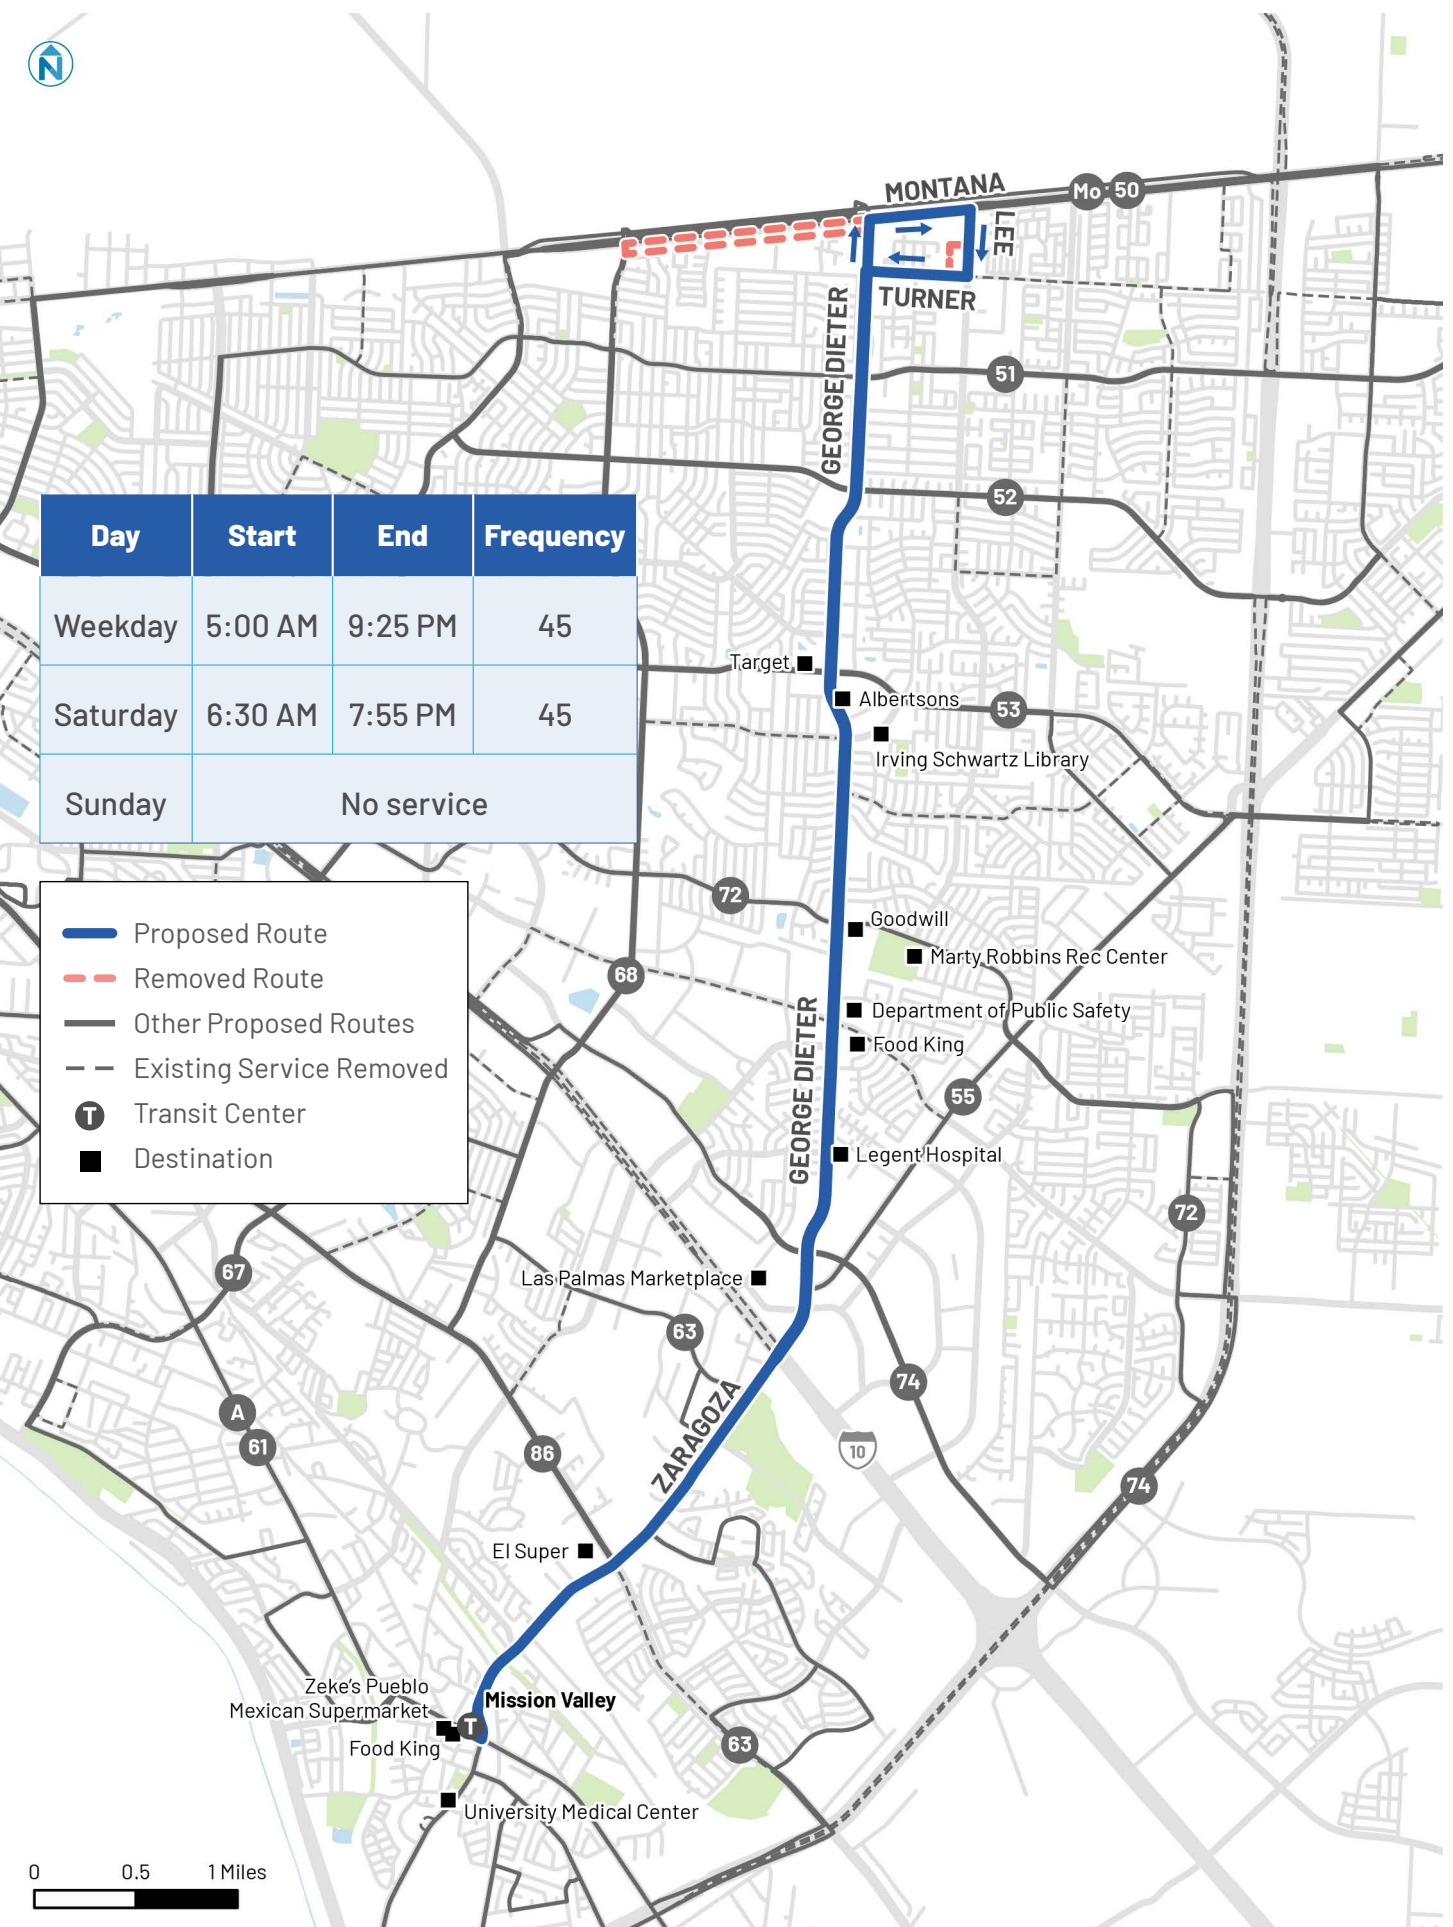 N
MONTANA
Mo
50
LEE
TURNER
GEORGE DIETER
51
52
Day Start End Frequency
Weekday 5:00 AM 9:25 PM 45
Saturday 6:30 AM 7:55 PM 45
Sunday No service
Target
Albertsons
53
Irving Schwartz Library
72
Goodwill
Marty Robbins Rec Center
68
Department of Public Safety
Food King
GEORGE DIETER
55
Legent Hospital
Proposed Route
Removed Route
Other Proposed Routes
Existing Service Removed
T Transit Center
Destination
72
67
Las Palmas Marketplace
63
74
A
61
ZARAGOZA
86
10
74
El Super
Zeke's Pueblo
Mexican Supermarket
Mission Valley
T
Food King
63
University Medical Center
0 0.5 1 Miles